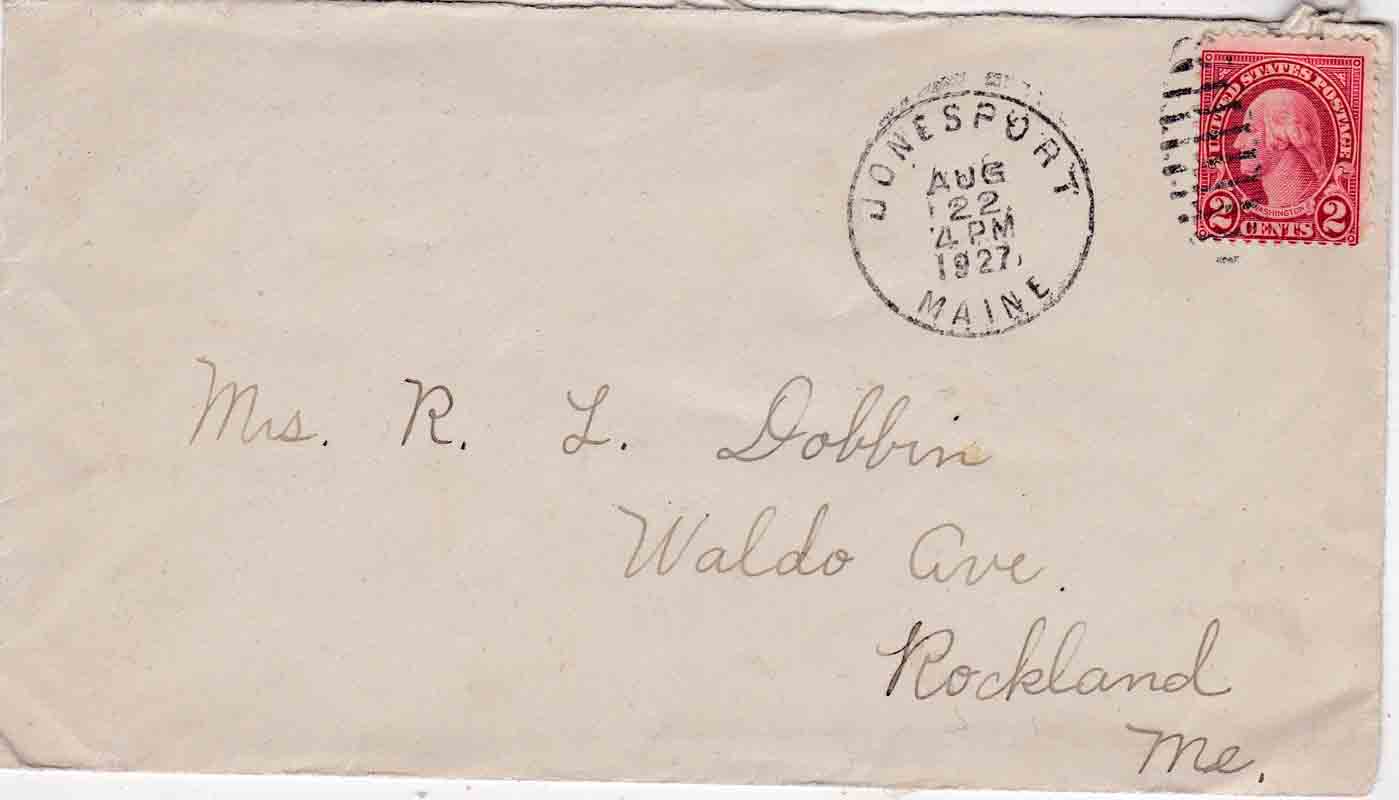 JONESPORT
AUG
22
4 PM
1927
MAINE
UNITED STATES POSTAGE
WASHINGTON
2 CENTS 2
Mrs. R. L. Dobbin
Waldo Ave.
Rockland
Me.